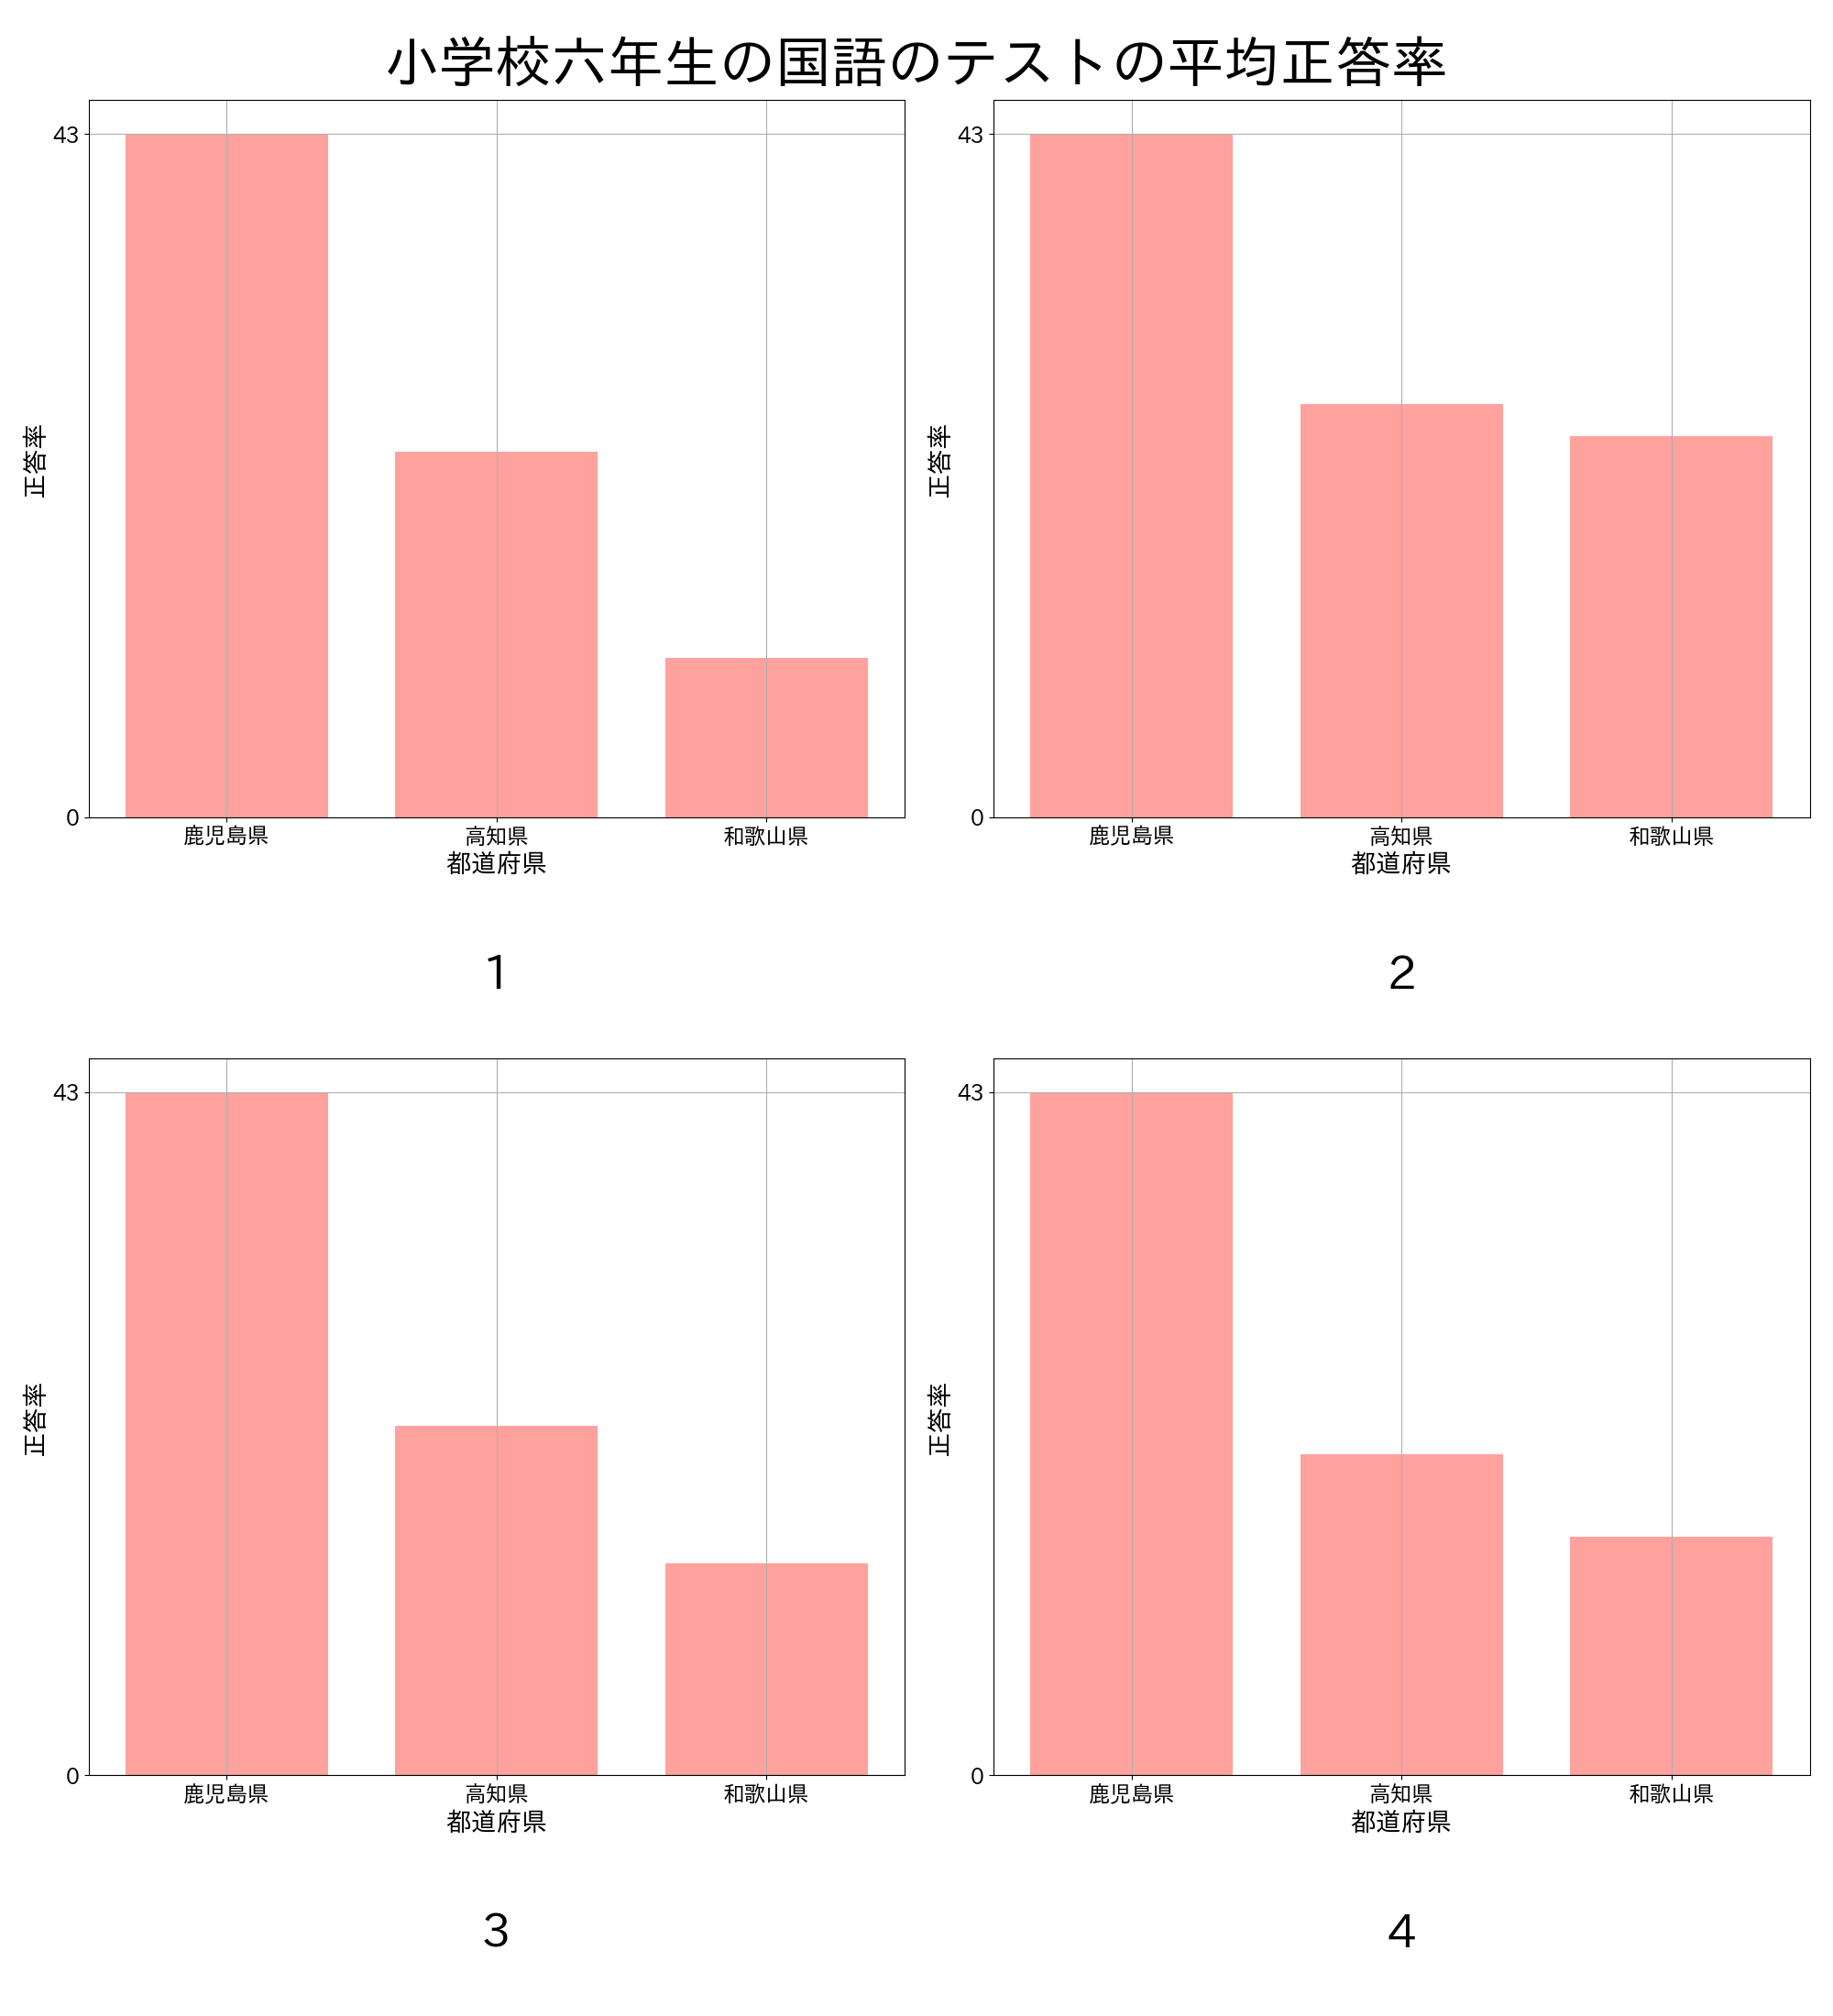 小学校六年生の国語のテストの平均正答率
43
0
正答率
鹿児島県 高知県 和歌山県
都道府県
1
43
0
正答率
鹿児島県 高知県 和歌山県
都道府県
2
43
0
正答率
鹿児島県 高知県 和歌山県
都道府県
3
43
0
正答率
鹿児島県 高知県 和歌山県
都道府県
4